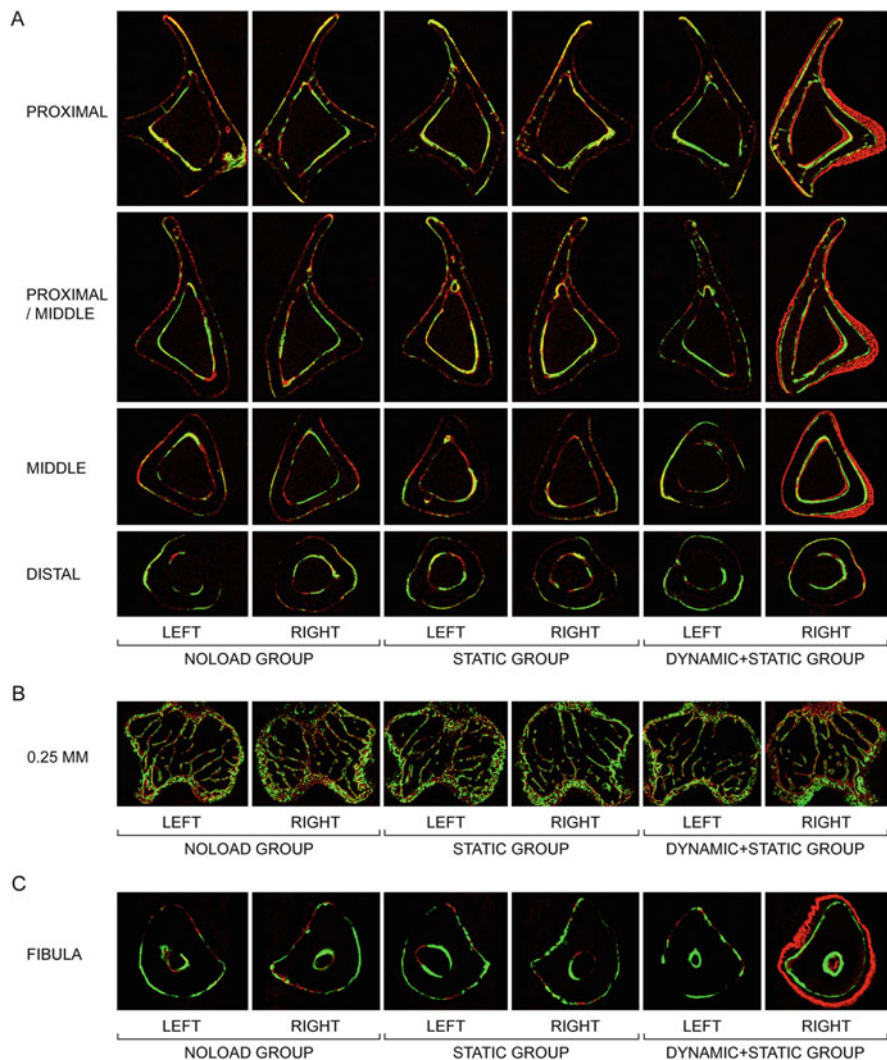 A
PROXIMAL
PROXIMAL
/ MIDDLE
MIDDLE
DISTAL
LEFT RIGHT LEFT RIGHT LEFT RIGHT
NOLOAD GROUP STATIC GROUP DYNAMIC+STATIC GROUP
B
0.25 MM
LEFT RIGHT LEFT RIGHT LEFT RIGHT
NOLOAD GROUP STATIC GROUP DYNAMIC+STATIC GROUP
C
FIBULA
LEFT RIGHT LEFT RIGHT LEFT RIGHT
NOLOAD GROUP STATIC GROUP DYNAMIC+STATIC GROUP